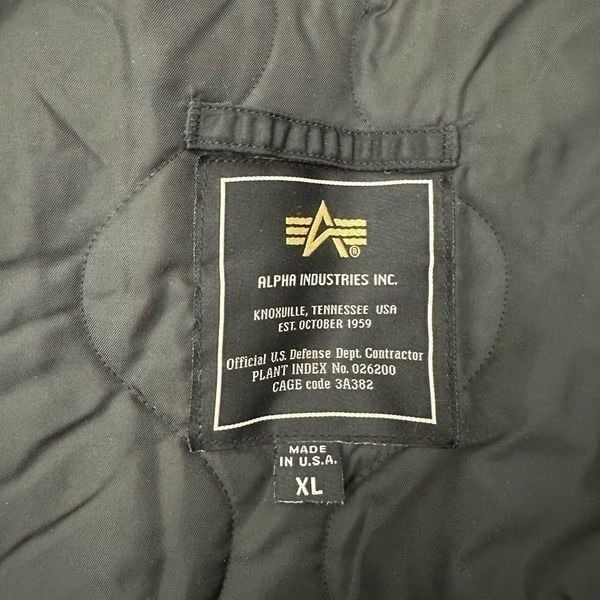 A
®
ALPHA INDUSTRIES INC.
KNOXVILLE, TENNESSEE USA
EST. OCTOBER 1959
Official U.S. Defense Dept. Contractor
PLANT INDEX No. 026200
CAGE code 3A382
MADE
IN U.S.A.
XL